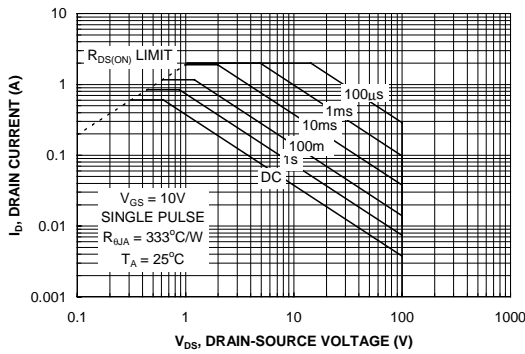 10
R_DS(ON) LIMIT
1
100μs
1ms
10ms
0.1
100m
1s
DC
V_GS = 10V
SINGLE PULSE
R_θJA = 333°C/W
T_A = 25°C
0.01
0.001
0.1
1
10
100
1000
I_D, DRAIN CURRENT (A)
V_DS, DRAIN-SOURCE VOLTAGE (V)